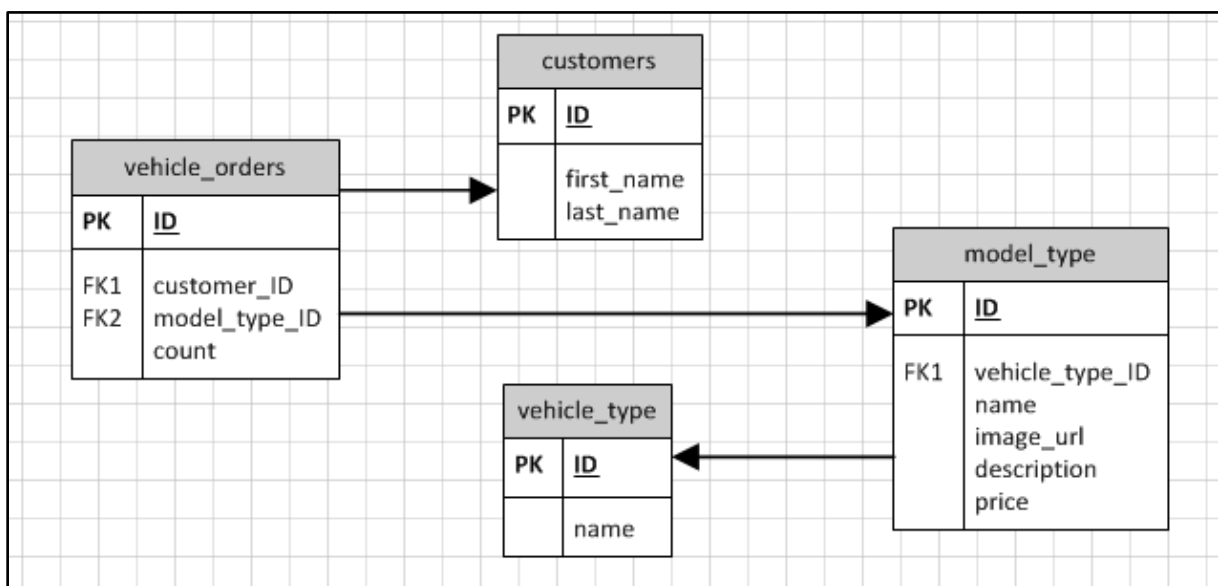 customers
PK ID
first_name
last_name
vehicle_orders
PK ID
FK1 customer_ID
FK2 model_type_ID
count
model_type
PK ID
FK1 vehicle_type_ID
name
image_url
description
price
vehicle_type
PK ID
name